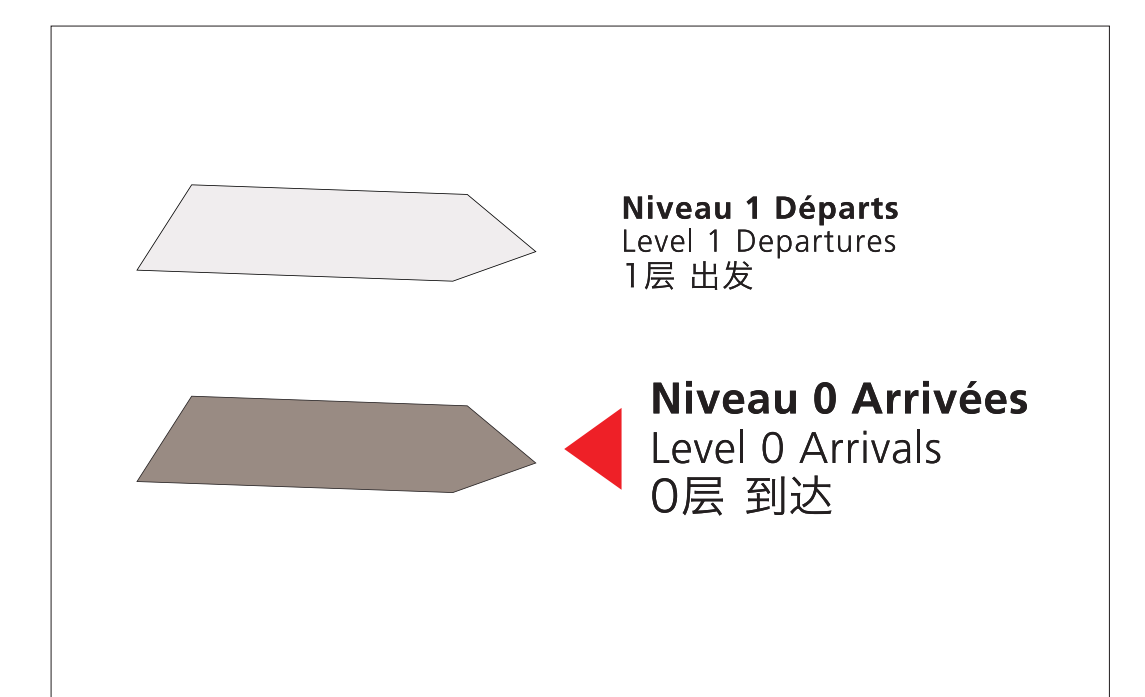 Niveau 1 Départs
Level 1 Departures
1层 出发
Niveau 0 Arrivées
Level 0 Arrivals
0层 到达